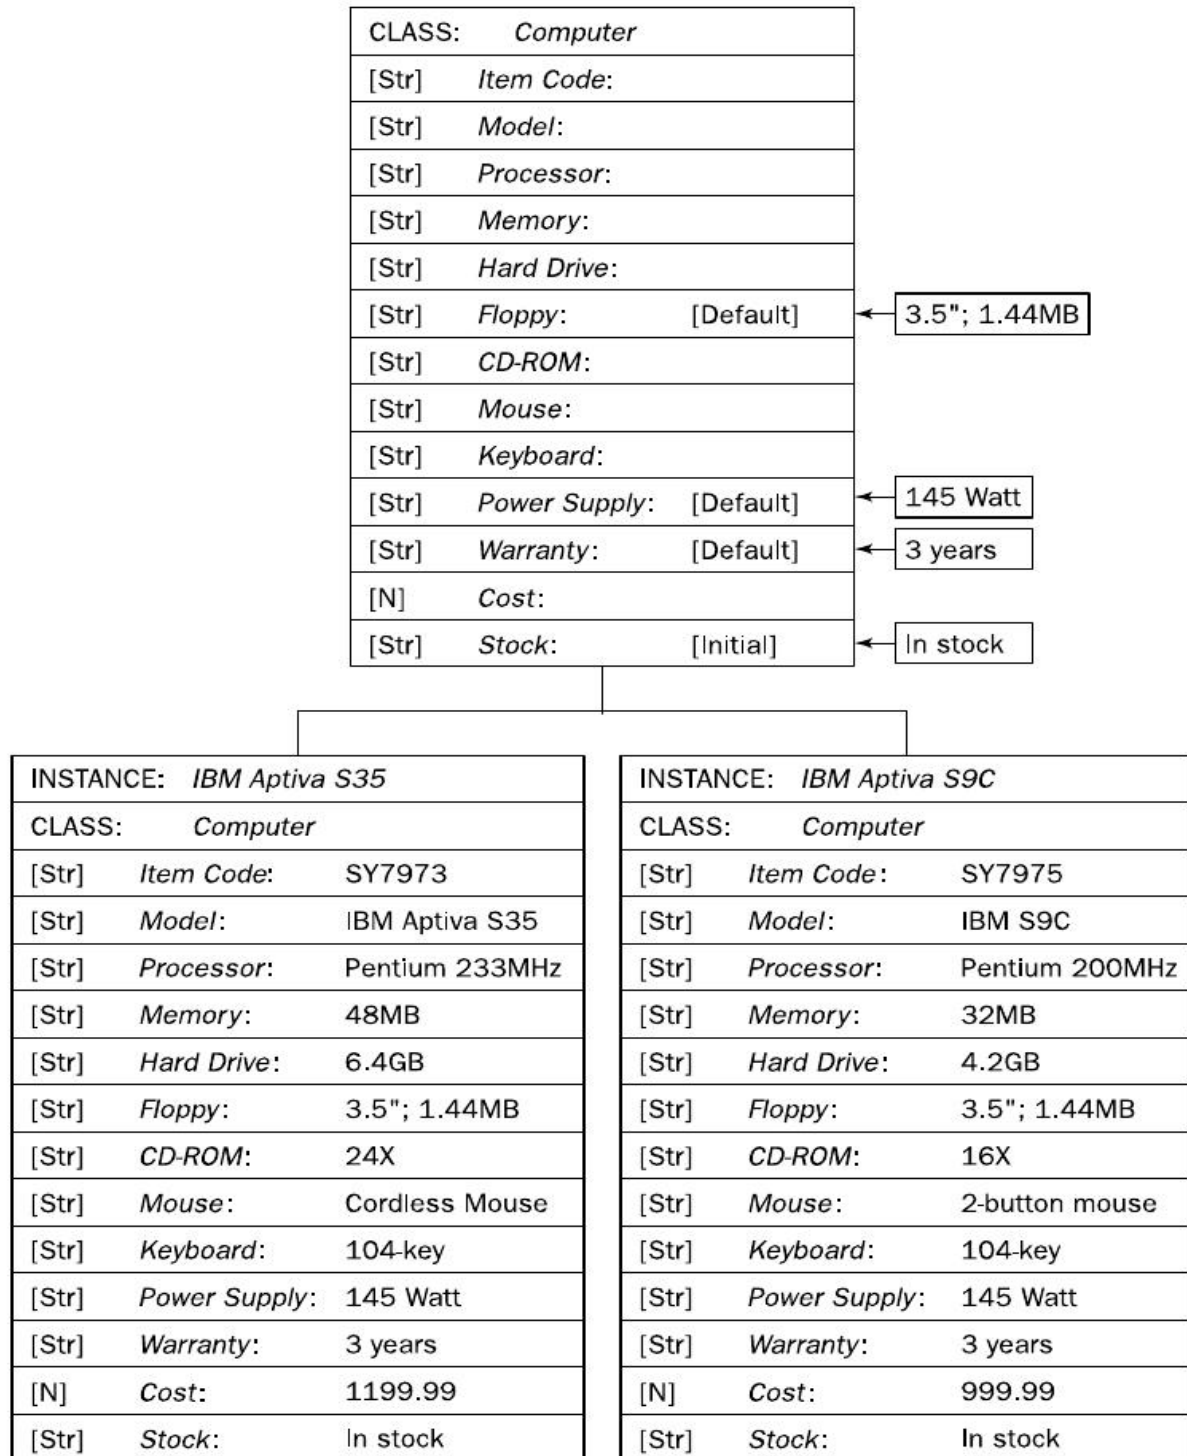 CLASS: Computer
[Str] Item Code:
[Str] Model:
[Str] Processor:
[Str] Memory:
[Str] Hard Drive:
[Str] Floppy: [Default] 3.5"; 1.44MB
[Str] CD-ROM:
[Str] Mouse:
[Str] Keyboard:
[Str] Power Supply: [Default] 145 Watt
[Str] Warranty: [Default] 3 years
[N] Cost:
[Str] Stock: [Initial] In stock
INSTANCE: IBM Aptiva S35
CLASS: Computer
[Str] Item Code: SY7973
[Str] Model: IBM Aptiva S35
[Str] Processor: Pentium 233MHz
[Str] Memory: 48MB
[Str] Hard Drive: 6.4GB
[Str] Floppy: 3.5"; 1.44MB
[Str] CD-ROM: 24X
[Str] Mouse: Cordless Mouse
[Str] Keyboard: 104-key
[Str] Power Supply: 145 Watt
[Str] Warranty: 3 years
[N] Cost: 1199.99
[Str] Stock: In stock
INSTANCE: IBM Aptiva S9C
CLASS: Computer
[Str] Item Code: SY7975
[Str] Model: IBM S9C
[Str] Processor: Pentium 200MHz
[Str] Memory: 32MB
[Str] Hard Drive: 4.2GB
[Str] Floppy: 3.5"; 1.44MB
[Str] CD-ROM: 16X
[Str] Mouse: 2-button mouse
[Str] Keyboard: 104-key
[Str] Power Supply: 145 Watt
[Str] Warranty: 3 years
[N] Cost: 999.99
[Str] Stock: In stock